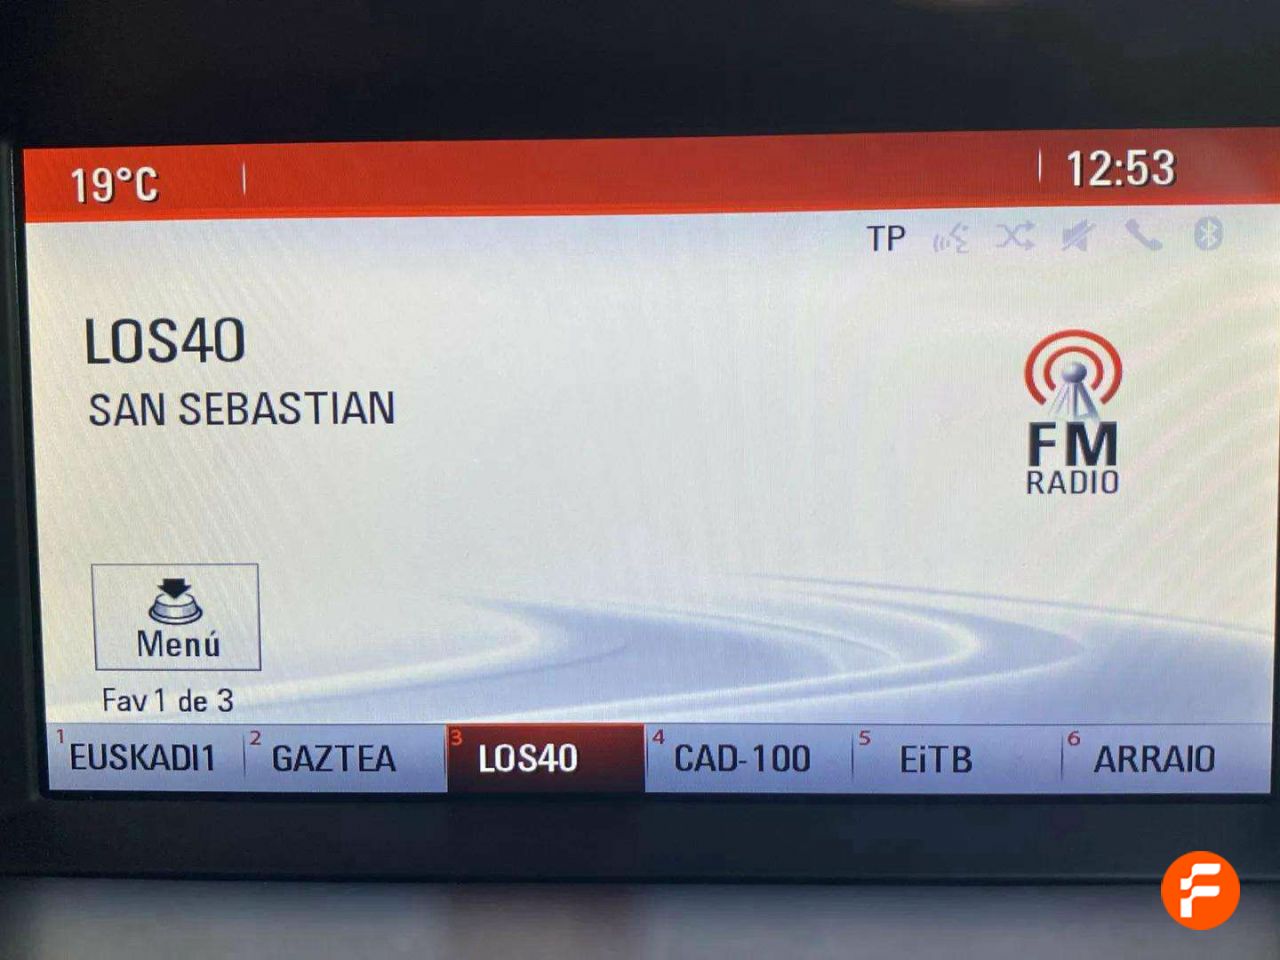 19°C
12:53
TP
LOS40
SAN SEBASTIAN
FM
RADIO
Menú
Fav 1 de 3
1 EUSKADI1 2 GAZTEA 3 LOS40 4 CAD-100 5 EiTB 6 ARRAIO
F